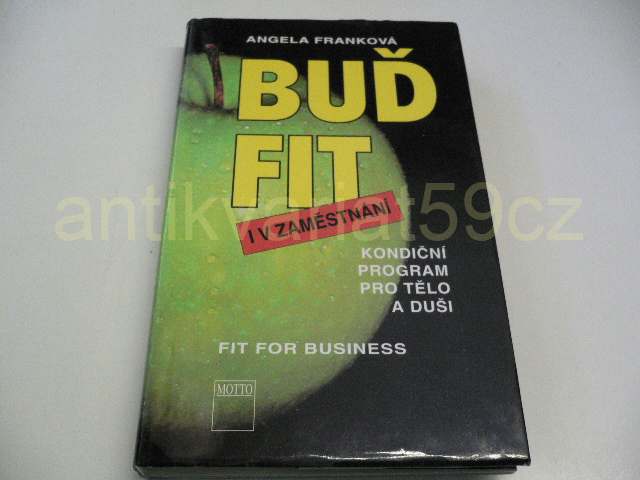 ANGELA FRANKOVÁ
BUĎ
FIT
I V ZAMĚSTNÁNÍ
antikvariat59cz
KONDIČNÍ
PROGRAM
PRO TĚLO
A DUŠI
FIT FOR BUSINESS
MOTTO